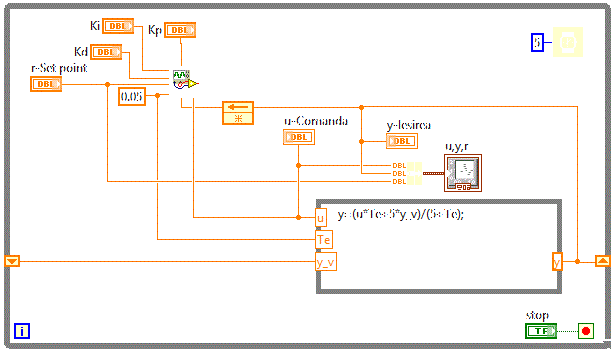 Ki
DBL
Kp
DBL
Kd
DBL
r-Set point
DBL
0,05
5
u-Comanda
DBL
y-Iesirea
DBL
u,y,r
DBL
DBL
DBL
u
y=(u*Te+5*y_v)/(5+Te);
Te
y_v
y
i
stop
TF